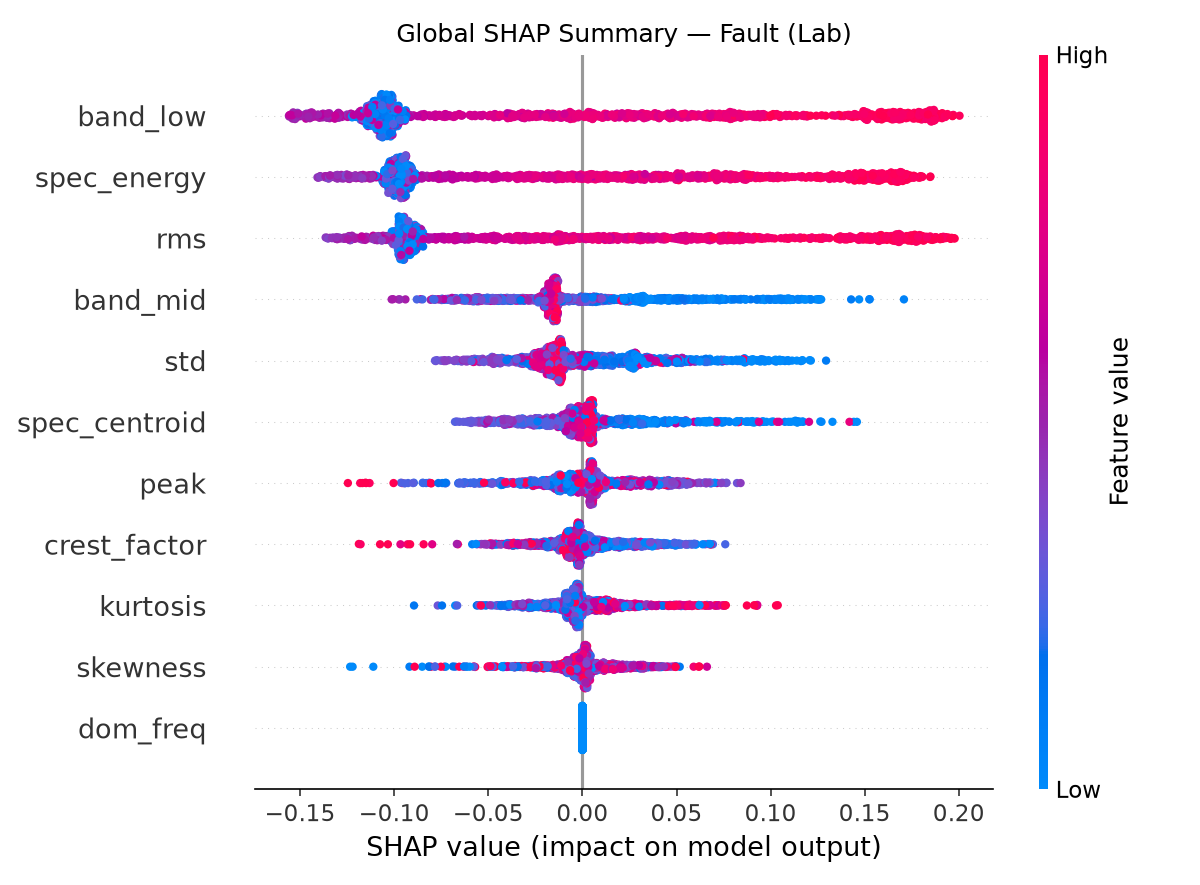 Global SHAP Summary — Fault (Lab)
High
band_low
spec_energy
rms
band_mid
std
spec_centroid
peak
crest_factor
kurtosis
skewness
dom_freq
Feature value
Low
−0.15 −0.10 −0.05 0.00 0.05 0.10 0.15 0.20
SHAP value (impact on model output)